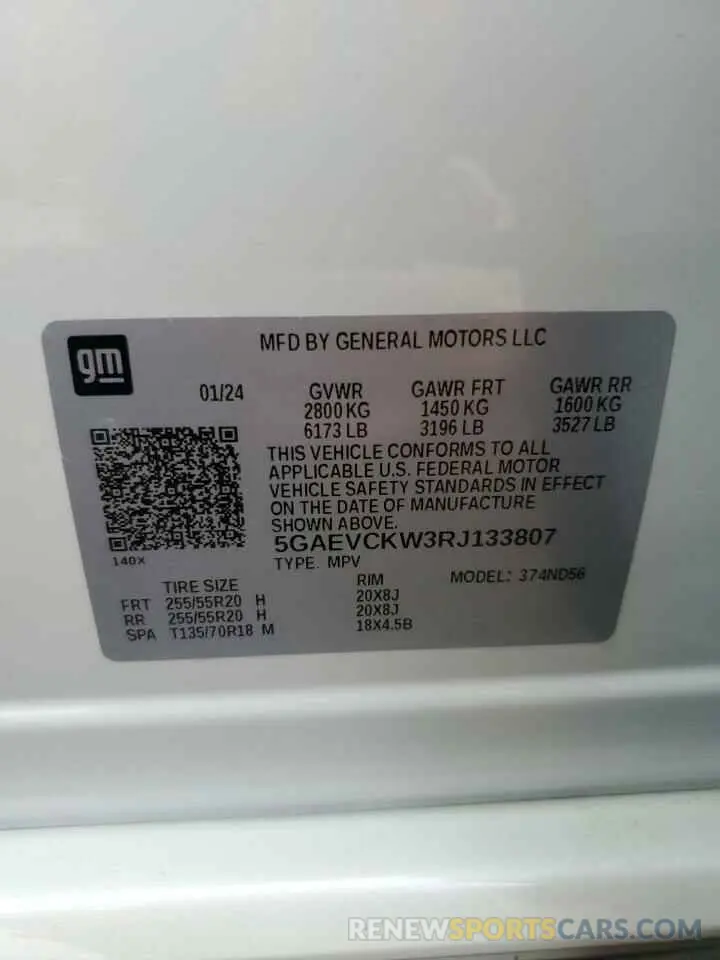 gm
MFD BY GENERAL MOTORS LLC
01/24 GVWR GAWR FRT GAWR RR
2800 KG 1450 KG 1600 KG
6173 LB 3196 LB 3527 LB
THIS VEHICLE CONFORMS TO ALL
APPLICABLE U.S. FEDERAL MOTOR
VEHICLE SAFETY STANDARDS IN EFFECT
ON THE DATE OF MANUFACTURE
SHOWN ABOVE.
5GAEVCKW3RJ133807
140X
TYPE: MPV MODEL: 374ND56
TIRE SIZE RIM
FRT 255/55R20 H 20X8J
RR 255/55R20 H 20X8J
SPA T135/70R18 M 18X4.5B
RENEWSPORTSCARS.COM